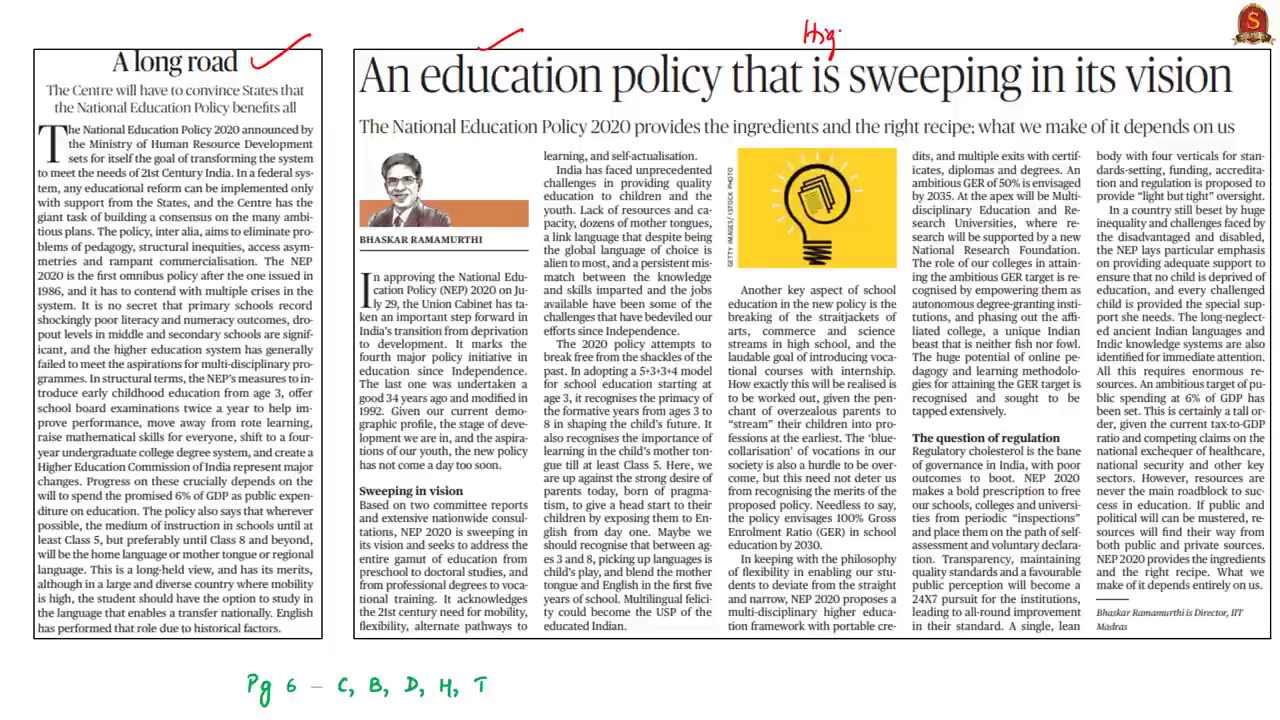 Hsg.
A long road
The Centre will have to convince States that
the National Education Policy benefits all
The National Education Policy 2020 announced by
the Ministry of Human Resource Development
sets for itself the goal of transforming the system
to meet the needs of 21st Century India. In a federal sys-
tem, any educational reform can be implemented only
with support from the States, and the Centre has the
giant task of building a consensus on the many ambi-
tious plans. The policy, inter alia, aims to eliminate pro-
blems of pedagogy, structural inequities, access asym-
metries and rampant commercialisation. The NEP
2020 is the first omnibus policy after the one issued in
1986, and it has to contend with multiple crises in the
system. It is no secret that primary schools record
shockingly poor literacy and numeracy outcomes, dro-
pout levels in middle and secondary schools are signif-
icant, and the higher education system has generally
failed to meet the aspirations for multi-disciplinary pro-
grammes. In structural terms, the NEP's measures to in-
troduce early childhood education from age 3, offer
school board examinations twice a year to help im-
prove performance, move away from rote learning,
raise mathematical skills for everyone, shift to a four-
year undergraduate college degree system, and create a
Higher Education Commission of India represent major
changes. Progress on these crucially depends on the
will to spend the promised 6% of GDP as public expen-
diture on education. The policy also says that wherever
possible, the medium of instruction in schools until at
least Class 5, but preferably until Class 8 and beyond,
will be the home language or mother tongue or regional
language. This is a long-held view, and has its merits,
although in a large and diverse country where mobility
is high, the student should have the option to study in
the language that enables a transfer nationally. English
has performed that role due to historical factors.
An education policy that is sweeping in its vision
The National Education Policy 2020 provides the ingredients and the right recipe; what we make of it depends on us
BHASKAR RAMAMURTHI
In approving the National Edu-
cation Policy (NEP) 2020 on Ju-
ly 29, the Union Cabinet has ta-
ken an important step forward in
India's transition from deprivation
to development. It marks the
fourth major policy initiative in
education since Independence.
The last one was undertaken a
good 34 years ago and modified in
1992. Given our current demo-
graphic profile, the stage of deve-
lopment we are in, and the aspira-
tions of our youth, the new policy
has not come a day too soon.
Sweeping in vision
Based on two committee reports
and extensive nationwide consul-
tations, NEP 2020 is sweeping in
its vision and seeks to address the
entire gamut of education from
preschool to doctoral studies, and
from professional degrees to voca-
tional training. It acknowledges
the 21st century need for mobility,
flexibility, alternate pathways to
learning, and self-actualisation.
India has faced unprecedented
challenges in providing quality
education to children and the
youth. Lack of resources and ca-
pacity, dozens of mother tongues,
a link language that despite being
the global language of choice is
alien to most, and a persistent mis-
match between the knowledge
and skills imparted and the jobs
available have been some of the
challenges that have bedeviled our
efforts since Independence.
The 2020 policy attempts to
break free from the shackles of the
past. In adopting a 5+3+3+4 model
for school education starting at
age 3, it recognises the primacy of
the formative years from ages 3 to
8 in shaping the child's future. It
also recognises the importance of
learning in the child's mother ton-
gue till at least Class 5. Here, we
are up against the strong desire of
parents today, born of pragma-
tism, to give a head start to their
children by exposing them to En-
glish from day one. Maybe we
should recognise that between ag-
es 3 and 8, picking up languages is
child's play, and blend the mother
tongue and English in the first five
years of school. Multilingual felici-
ty could become the USP of the
educated Indian.
GETTY IMAGES/ ISTOCK PHOTO
Another key aspect of school
education in the new policy is the
breaking of the straitjackets of
arts, commerce and science
streams in high school, and the
laudable goal of introducing voca-
tional courses with internship.
How exactly this will be realised is
to be worked out, given the pen-
chant of overzealous parents to
"stream" their children into pro-
fessions at the earliest. The 'blue-
collarisation' of vocations in our
society is also a hurdle to be over-
come, but this need not deter us
from recognising the merits of the
proposed policy. Needless to say,
the policy envisages 100% Gross
Enrolment Ratio (GER) in school
education by 2030.
In keeping with the philosophy
of flexibility in enabling our stu-
dents to deviate from the straight
and narrow, NEP 2020 proposes a
multi-disciplinary higher educa-
tion framework with portable cre-
dits, and multiple exits with certif-
icates, diplomas and degrees. An
ambitious GER of 50% is envisaged
by 2035. At the apex will be Multi-
disciplinary Education and Re-
search Universities, where re-
search will be supported by a new
National Research Foundation.
The role of our colleges in attain-
ing the ambitious GER target is re-
cognised by empowering them as
autonomous degree-granting insti-
tutions, and phasing out the affi-
liated college, a unique Indian
beast that is neither fish nor fowl.
The huge potential of online pe-
dagogy and learning methodolo-
gies for attaining the GER target is
recognised and sought to be
tapped extensively.
The question of regulation
Regulatory cholesterol is the bane
of governance in India, with poor
outcomes to boot. NEP 2020
makes a bold prescription to free
our schools, colleges and universi-
ties from periodic "inspections"
and place them on the path of self-
assessment and voluntary declara-
tion. Transparency, maintaining
quality standards and a favourable
public perception will become a
24X7 pursuit for the institutions,
leading to all-round improvement
in their standard. A single, lean
body with four verticals for stan-
dards-setting, funding, accredita-
tion and regulation is proposed to
provide "light but tight" oversight.
In a country still beset by huge
inequality and challenges faced by
the disadvantaged and disabled,
the NEP lays particular emphasis
on providing adequate support to
ensure that no child is deprived of
education, and every challenged
child is provided the special sup-
port she needs. The long-neglect-
ed ancient Indian languages and
Indic knowledge systems are also
identified for immediate attention.
All this requires enormous re-
sources. An ambitious target of pu-
blic spending at 6% of GDP has
been set. This is certainly a tall or-
der, given the current tax-to-GDP
ratio and competing claims on the
national exchequer of healthcare,
national security and other key
sectors. However, resources are
never the main roadblock to suc-
cess in education. If public and
political will can be mustered, re-
sources will find their way from
both public and private sources.
NEP 2020 provides the ingredients
and the right recipe. What we
make of it depends entirely on us.
Bhaskar Ramamurthi is Director, IIT
Madras
Pg 6 – C, B, D, H, T